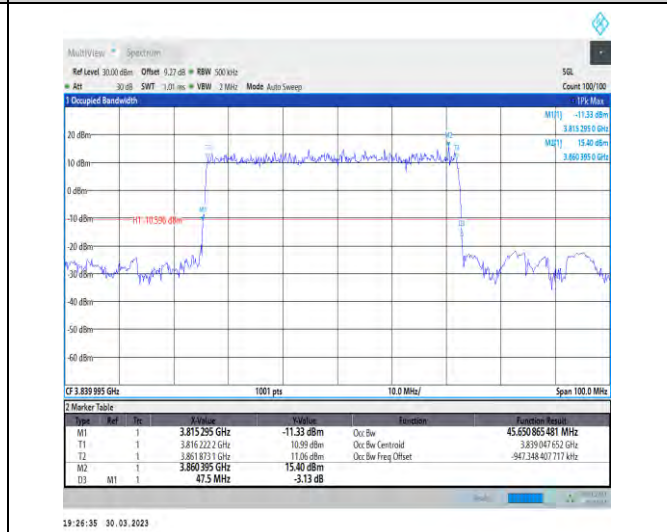 MultiView Spectrum
Ref Level 30.00 dBm Offset 9.27 dB RBW 500 kHz SGL
Att 30 dB SWT 1.01 ms VBW 2 MHz Mode Auto Sweep Count 100/100
1 Occupied Bandwidth 1Pk Max
M1[1] -11.33 dBm
3.815 295 0 GHz
M2[1] 15.40 dBm
3.860 395 0 GHz
20 dBm
10 dBm
0 dBm
-10 dBm
H1 -10.596 dBm
-20 dBm
-30 dBm
-40 dBm
-50 dBm
-60 dBm
M1
T1
M2
T2
D3
CF 3.839 995 GHz 1001 pts 10.0 MHz/ Span 100.0 MHz
2 Marker Table
Type Ref Trc X-Value Y-Value Function Function Result
M1 1 3.815 295 GHz -11.33 dBm Occ Bw 45.650 865 481 MHz
T1 1 3.816 222 2 GHz 10.99 dBm Occ Bw Centroid 3.839 047 652 GHz
T2 1 3.861 873 1 GHz 11.06 dBm Occ Bw Freq Offset -947.348 407 717 kHz
M2 1 3.860 395 GHz 15.40 dBm
D3 M1 1 47.5 MHz -3.13 dB
19:26:35 30.03.2023